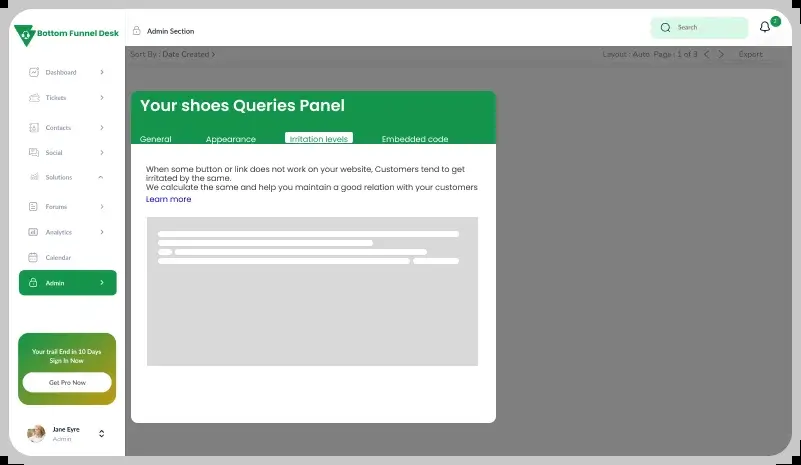 Bottom Funnel Desk
Admin Section
Search
2
Sort By : Date Created
Layout : Auto Page : 1 of 3
Export
Dashboard
Tickets
Contacts
Social
Solutions
Forums
Analytics
Calendar
Admin
Your trail End in 10 Days
Sign In Now
Get Pro Now
Jane Eyre
Admin
Your shoes Queries Panel
General
Appearance
Irritation levels
Embedded code
When some button or link does not work on your website, Customers tend to get
irritated by the same.
We calculate the same and help you maintain a good relation with your customers
Learn more